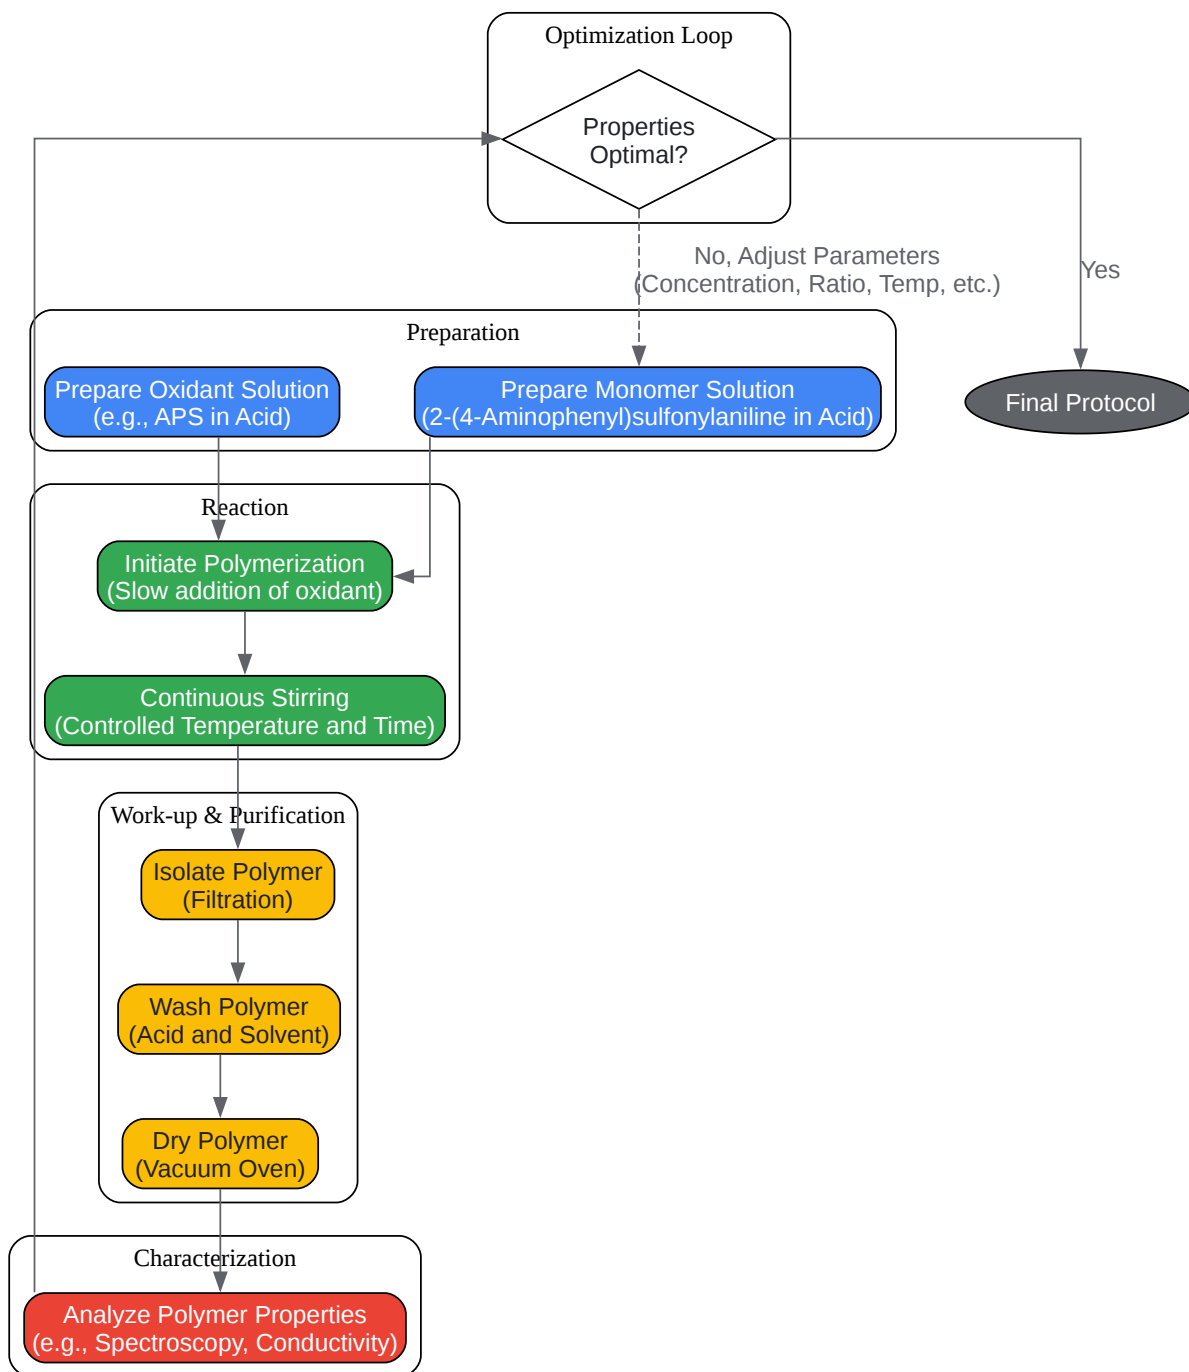 Optimization Loop
Properties
Optimal?
No, Adjust Parameters
(Concentration, Ratio, Temp, etc.)
Yes
Preparation
Prepare Oxidant Solution
(e.g., APS in Acid)
Prepare Monomer Solution
(2-(4-Aminophenyl)sulfonylaniline in Acid)
Final Protocol
Reaction
Initiate Polymerization
(Slow addition of oxidant)
Continuous Stirring
(Controlled Temperature and Time)
Work-up & Purification
Isolate Polymer
(Filtration)
Wash Polymer
(Acid and Solvent)
Dry Polymer
(Vacuum Oven)
Characterization
Analyze Polymer Properties
(e.g., Spectroscopy, Conductivity)